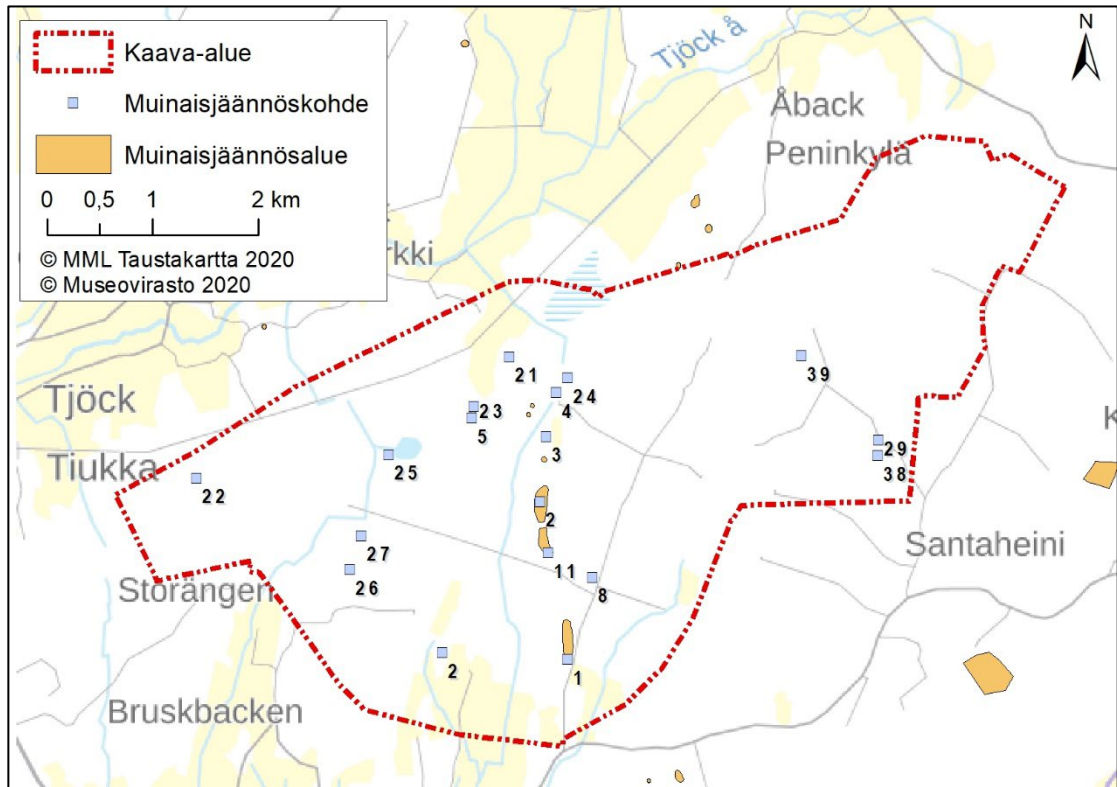 Kaava-alue
Muinaisjäännöskohde
Muinaisjäännösalue
0 0,5 1 2 km
© MML Taustakartta 2020
© Museovirasto 2020
N
Tjöck å
Åback
Peninkylä
rkki
Tjöck
Tiukka
Storängen
Bruskbacken
Santaheini
K
21
24
4
39
23
5
3
29
38
25
22
2
27
11
26
8
2
1